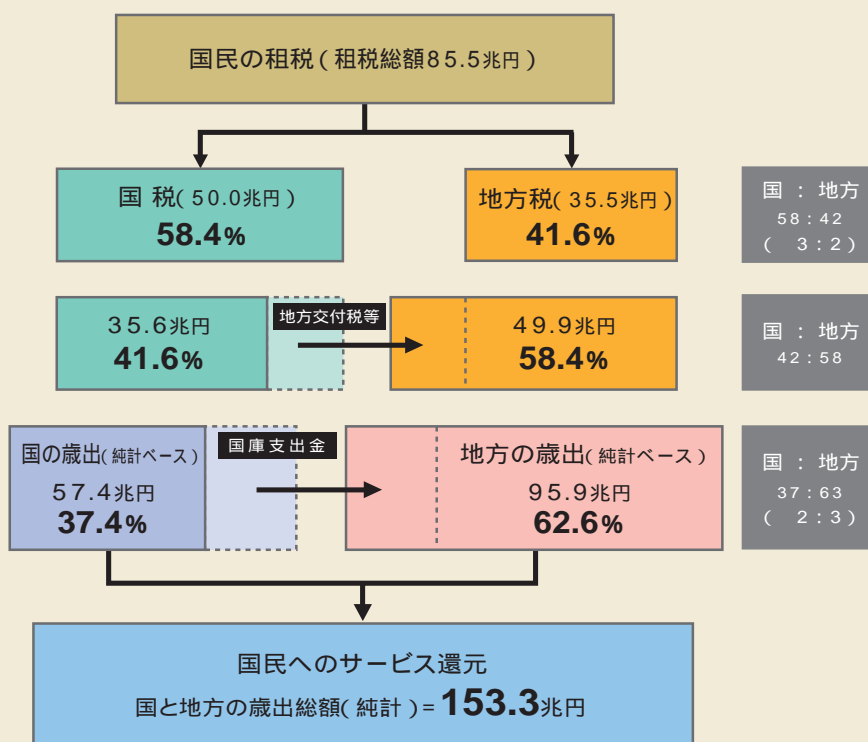 国民の租税(租税総額85.5兆円)
国 税(50.0兆円)
58.4%
地方税(35.5兆円)
41.6%
国 : 地方
58:42
( 3:2)
35.6兆円
41.6%
地方交付税等
49.9兆円
58.4%
国 : 地方
42:58
国の歳出(純計ベース)
57.4兆円
37.4%
国庫支出金
地方の歳出(純計ベース)
95.9兆円
62.6%
国 : 地方
37:63
( 2:3)
国民へのサービス還元
国と地方の歳出総額(純計)=153.3兆円